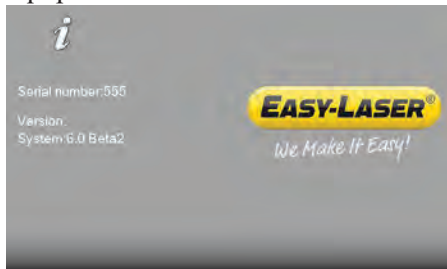 i
Serial number:555
Version:
System:6.0 Beta2
EASY-LASER®
We Make It Easy!